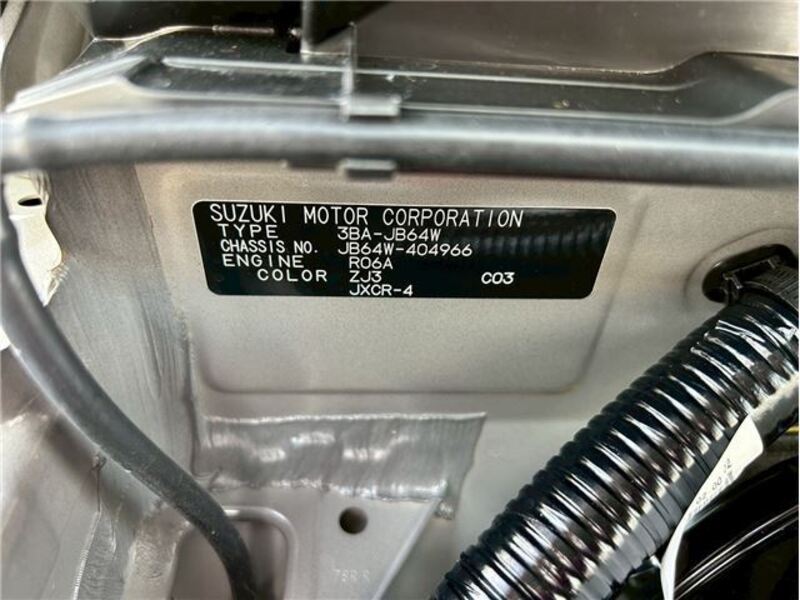 SUZUKI MOTOR CORPORATION
TYPE 3BA-JB64W
CHASSIS NO. JB64W-404966
ENGINE R06A
COLOR ZJ3 C03
JXCR-4